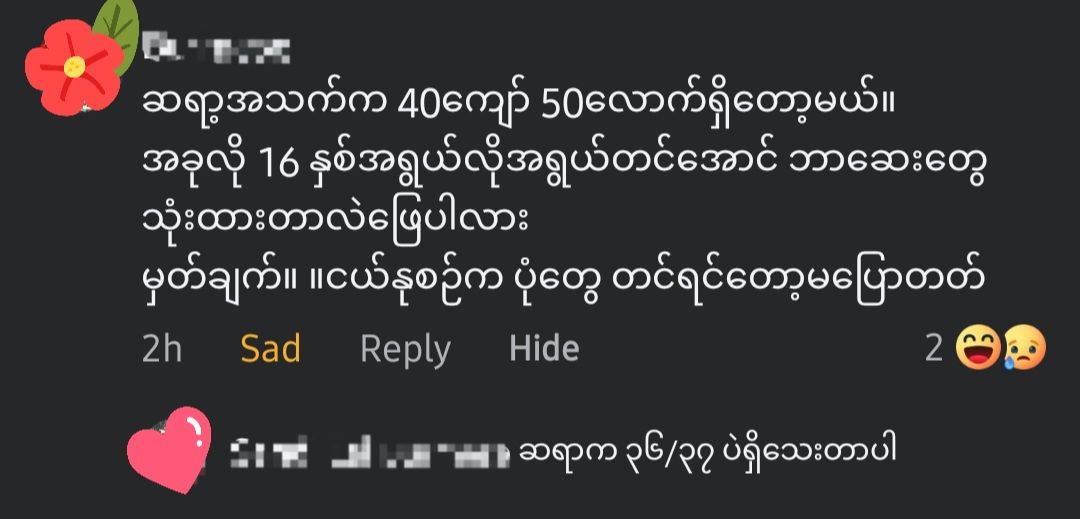 ဆရာ့အသက်က 40ကျော် 50လောက်ရှိတော့မယ်။
အခုလို 16 နှစ်အရွယ်လိုအရွယ်တင်အောင် ဘာဆေးတွေ
သုံးထားတာလဲဖြေပါလား
မှတ်ချက်။ ။ငယ်နုစဉ်က ပုံတွေ တင်ရင်တော့မပြောတတ်
2h Sad Reply Hide 2
ဆရာက ၃၆/၃၇ ပဲရှိသေးတာပါ